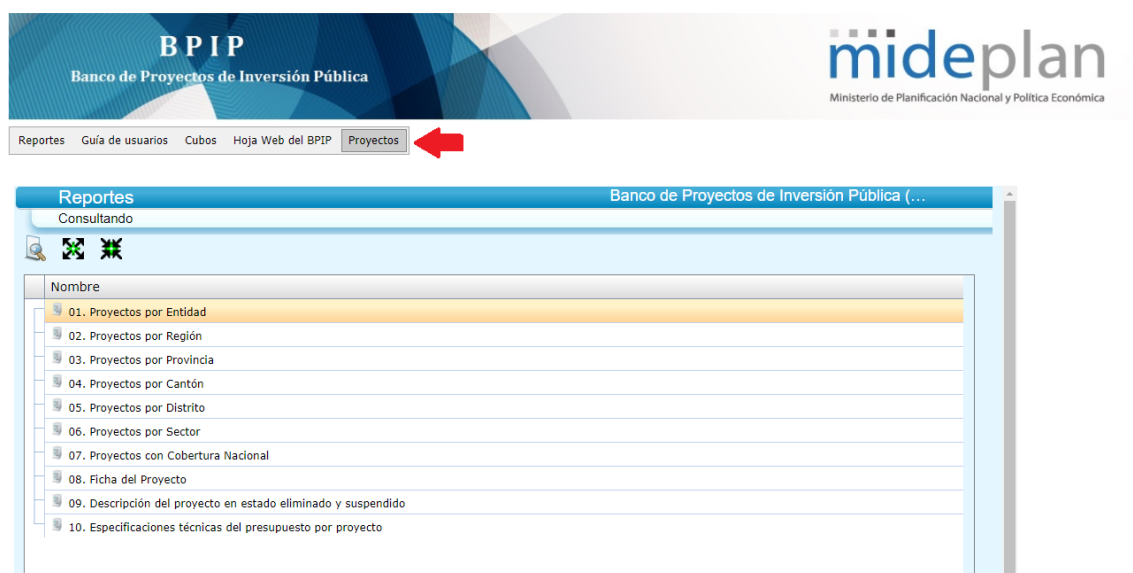 B P I P
Banco de Proyectos de Inversión Pública
mideplan
Ministerio de Planificación Nacional y Política Económica
Reportes Guía de usuarios Cubos Hoja Web del BPIP Proyectos
Reportes Banco de Proyectos de Inversión Pública (...
Consultando
Nombre
01. Proyectos por Entidad
02. Proyectos por Región
03. Proyectos por Provincia
04. Proyectos por Cantón
05. Proyectos por Distrito
06. Proyectos por Sector
07. Proyectos con Cobertura Nacional
08. Ficha del Proyecto
09. Descripción del proyecto en estado eliminado y suspendido
10. Especificaciones técnicas del presupuesto por proyecto